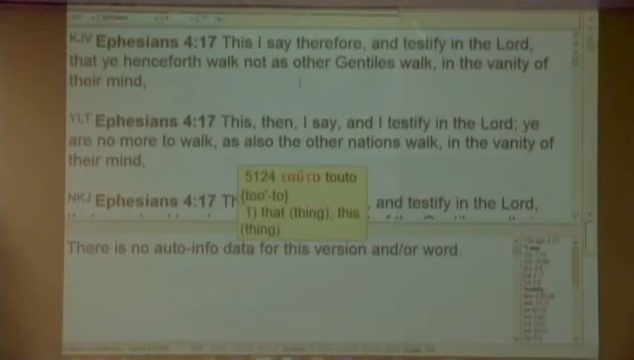 KJV Ephesians 4:17 This I say therefore, and testify in the Lord,
that ye henceforth walk not as other Gentiles walk, in the vanity of
their mind,
YLT Ephesians 4:17 This, then, I say, and I testify in the Lord; ye
are no more to walk, as also the other nations walk, in the vanity of
their mind,
5124 τοῦτο touto
{too'-to}
1) that (thing), this
(thing)
NKJ Ephesians 4:17 Th , and testify in the Lord,
There is no auto-info data for this version and/or word.